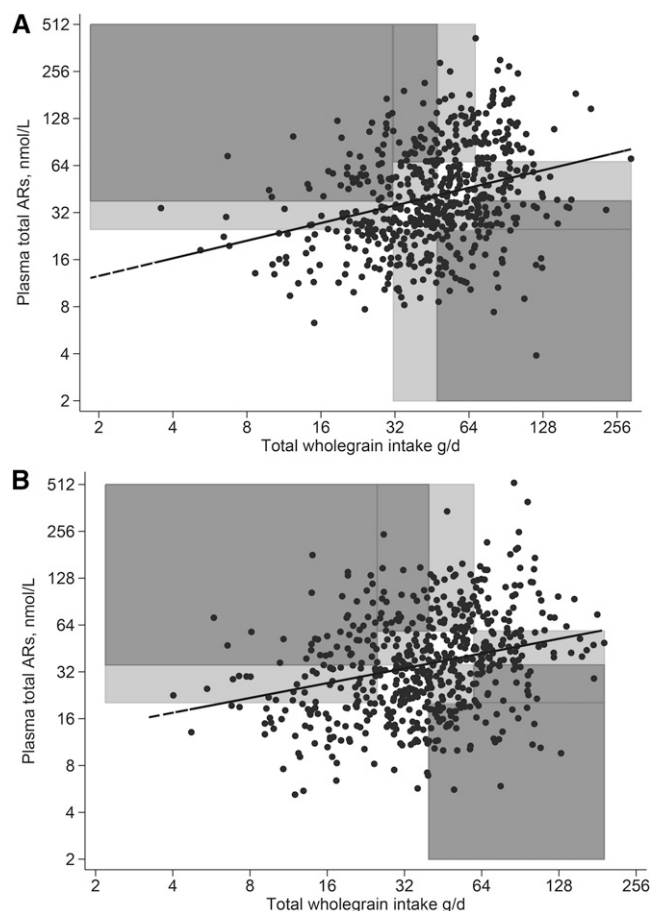 A
512
256
128
64
32
16
8
4
2
Plasma total ARs, nmol/L
2 4 8 16 32 64 128 256
Total wholegrain intake g/d
B
512
256
128
64
32
16
8
4
2
Plasma total ARs, nmol/L
2 4 8 16 32 64 128 256
Total wholegrain intake g/d